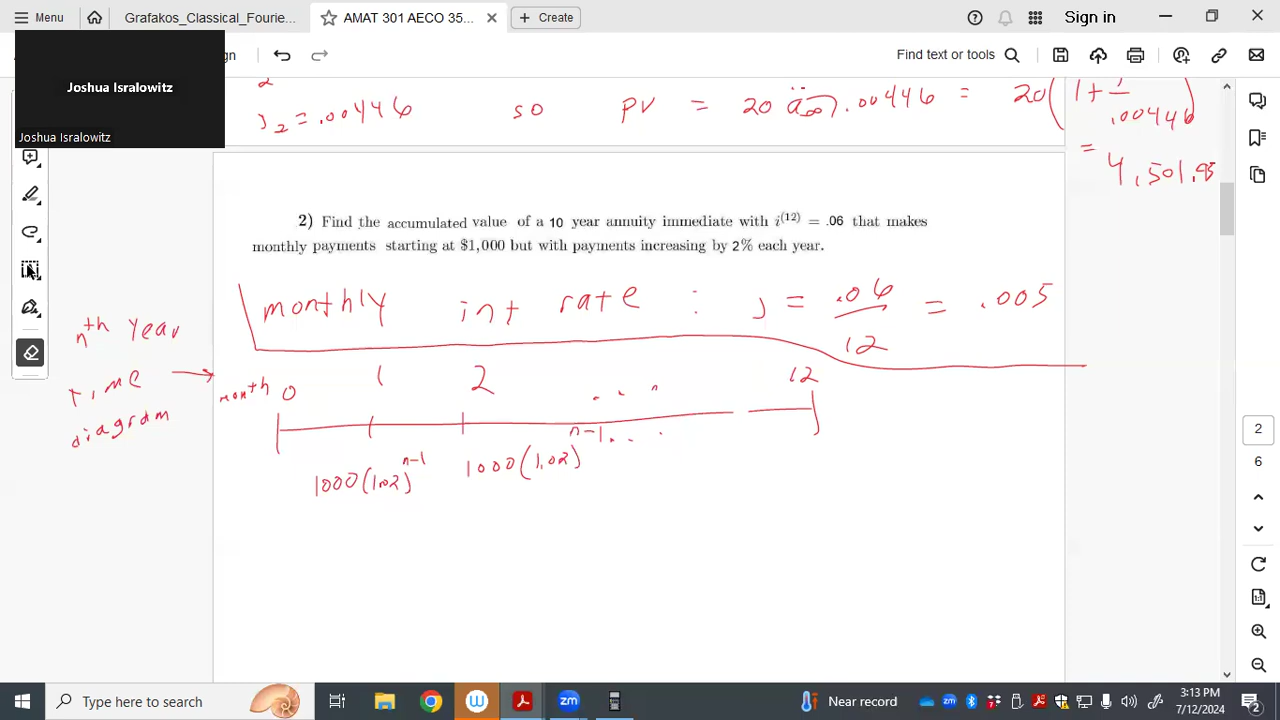 Menu
Grafakos_Classical_Fourie...
AMAT 301 AECO 35...
Create
Sign in
Find text or tools
Joshua Isralowitz
Joshua Isralowitz
2
j2 = .00446 so PV = 20 ä∞⌉.00446 = 20(1 + 1/.00446)
= 4,501.95
2) Find the accumulated value of a 10 year annuity immediate with i(12) = .06 that makes
monthly payments starting at $1,000 but with payments increasing by 2% each year.
monthly int rate : j = .06/12 = .005
nth year
time
diagram
month 0 1 2 ... 12
1000(1.02)n-1 1000(1.02)n-1 ...
2
6
Type here to search
Near record
3:13 PM
7/12/2024
2